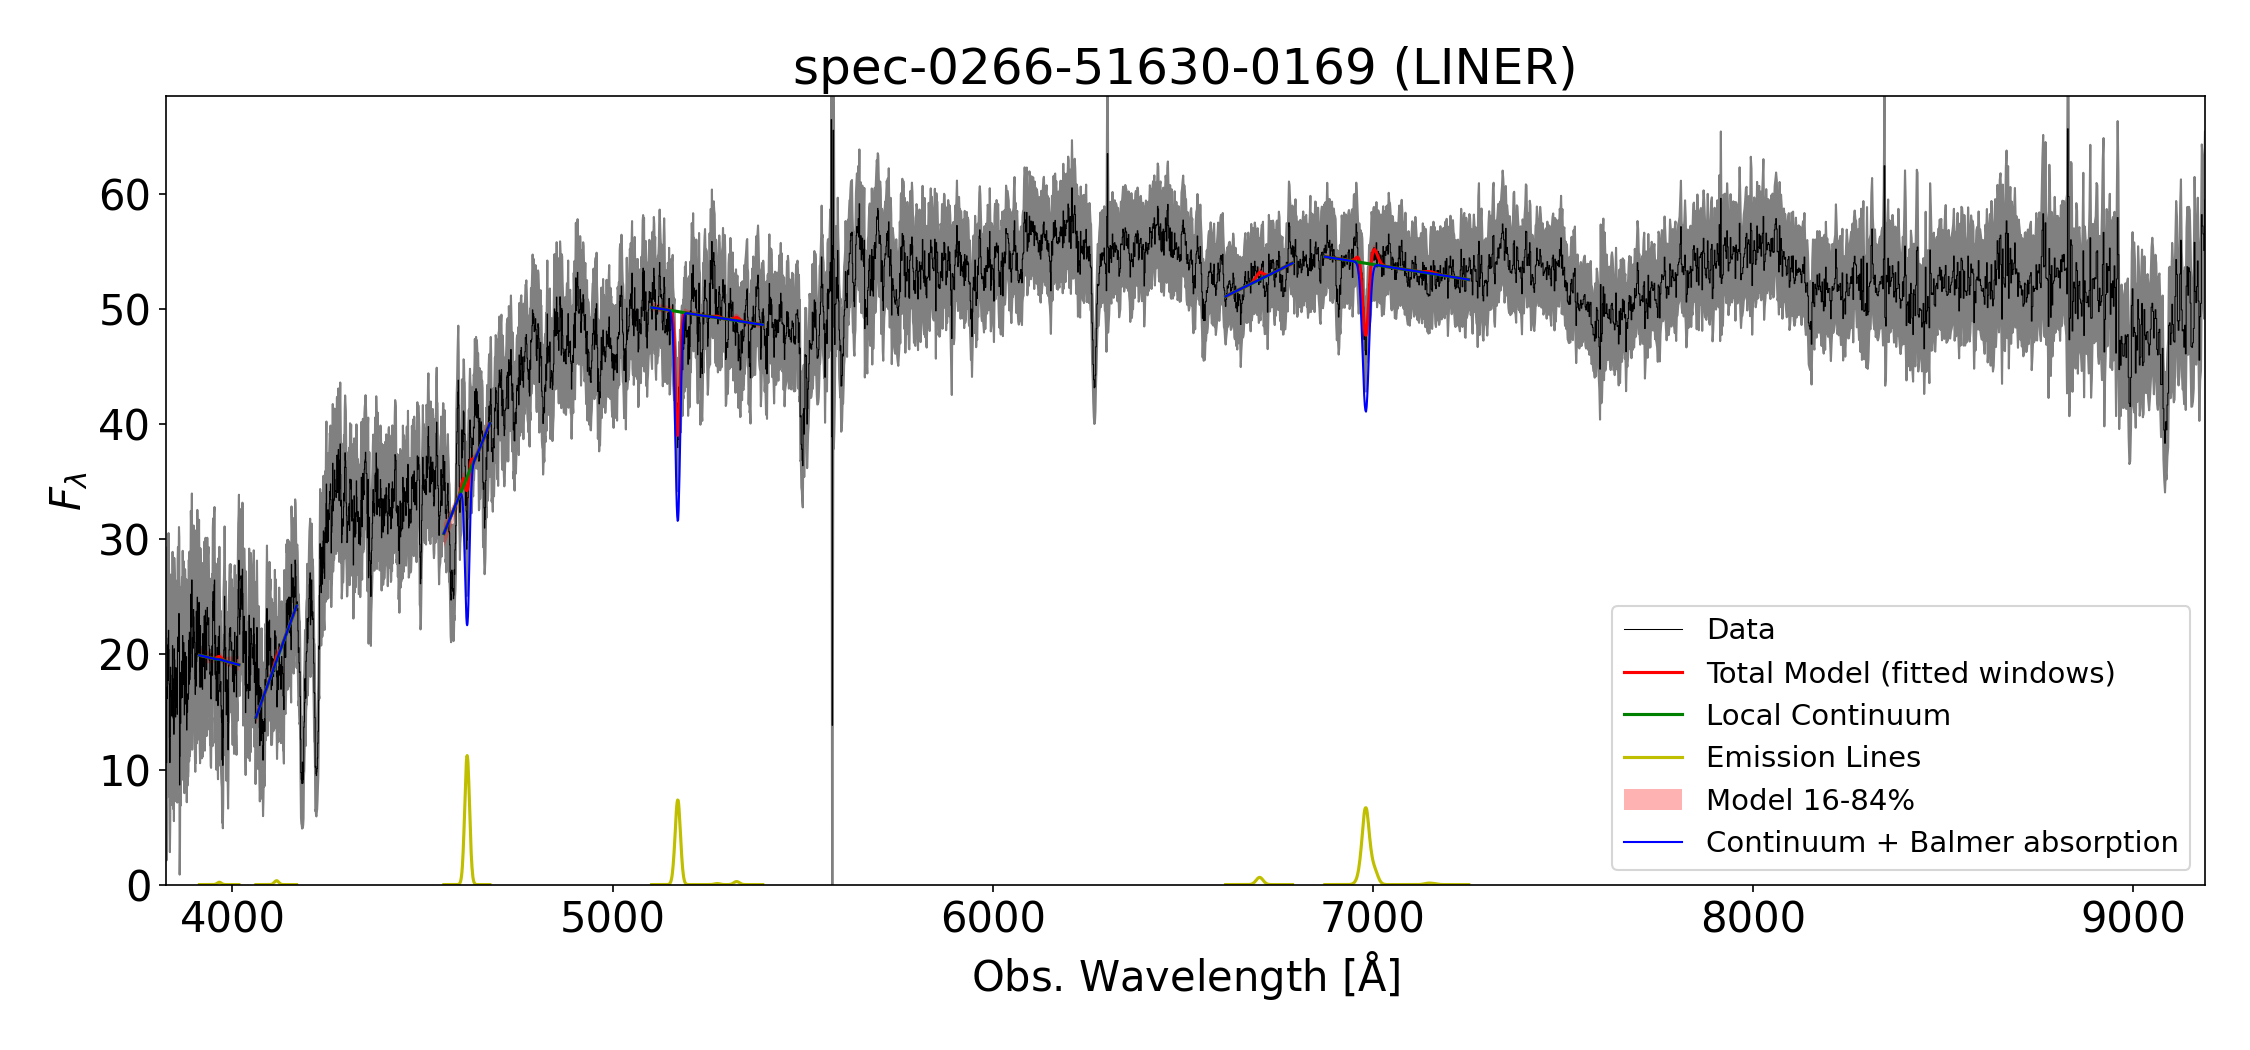 spec-0266-51630-0169 (LINER)
60
50
40
30
20
10
0
Fλ
4000 5000 6000 7000 8000 9000
Obs. Wavelength [Å]
Data
Total Model (fitted windows)
Local Continuum
Emission Lines
Model 16-84%
Continuum + Balmer absorption